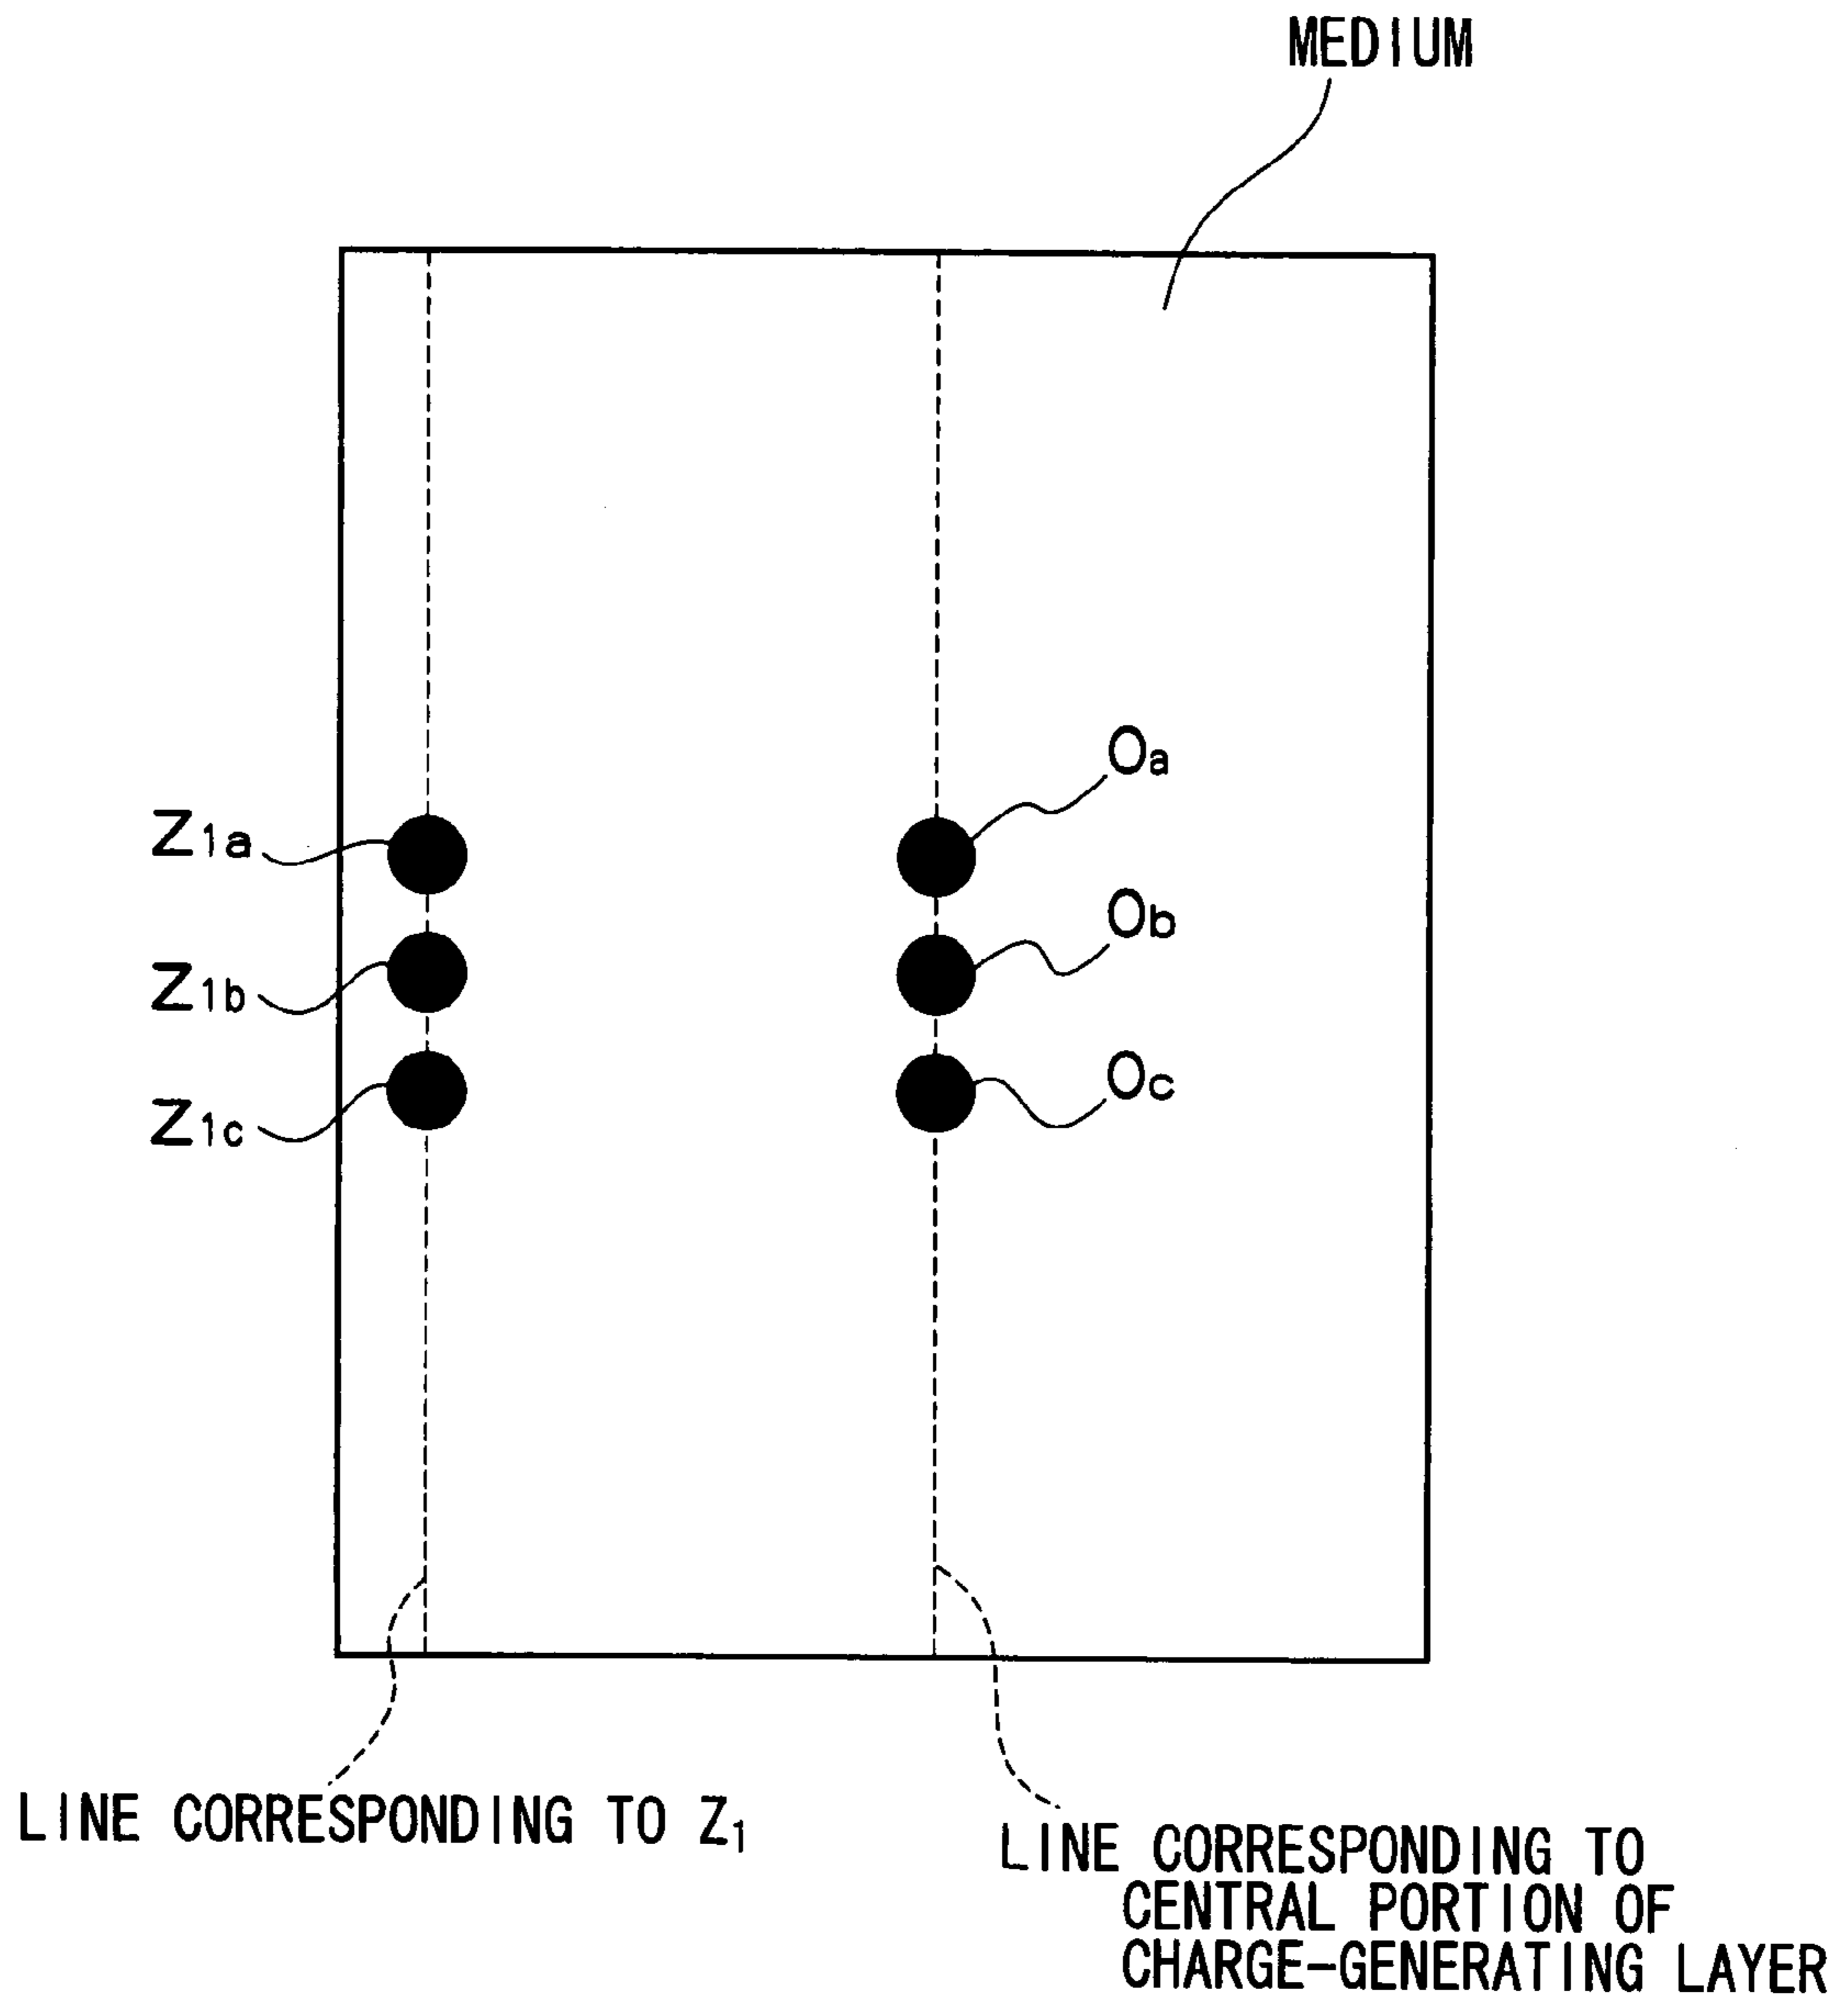 MEDIUM
Oa
Z1a
Ob
Z1b
Oc
Z1c
LINE CORRESPONDING TO Z1
LINE CORRESPONDING TO
CENTRAL PORTION OF
CHARGE-GENERATING LAYER